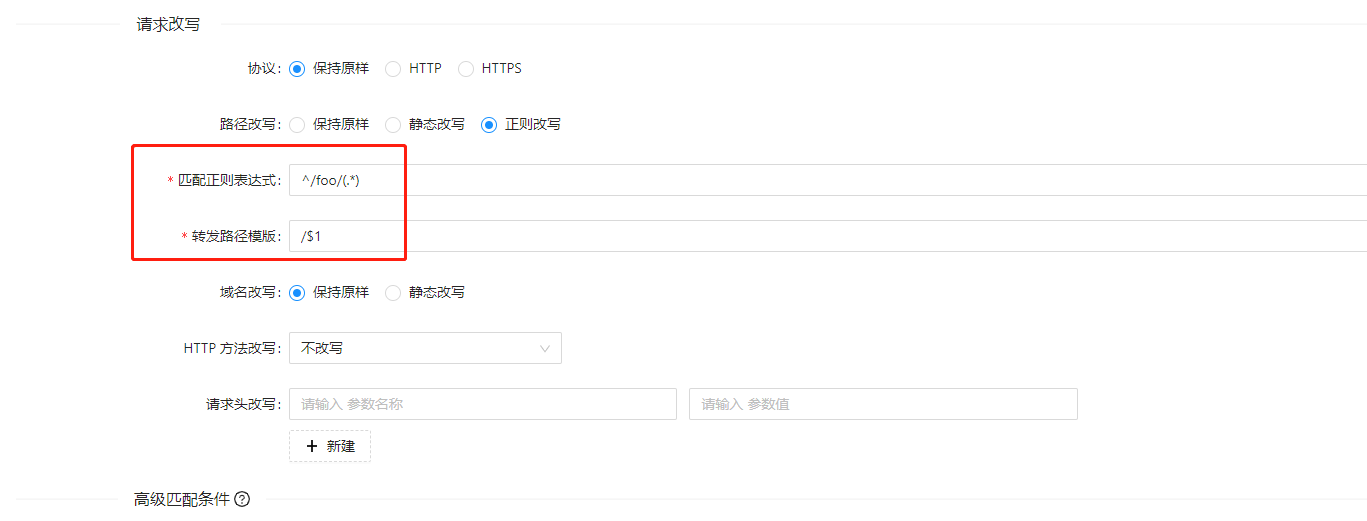 请求改写
协议： 保持原样 HTTP HTTPS
路径改写： 保持原样 静态改写 正则改写
* 匹配正则表达式： ^/foo/(.*)
* 转发路径模版： /$1
域名改写： 保持原样 静态改写
HTTP 方法改写： 不改写
请求头改写： 请输入 参数名称 请输入 参数值
+ 新建
高级匹配条件 ?